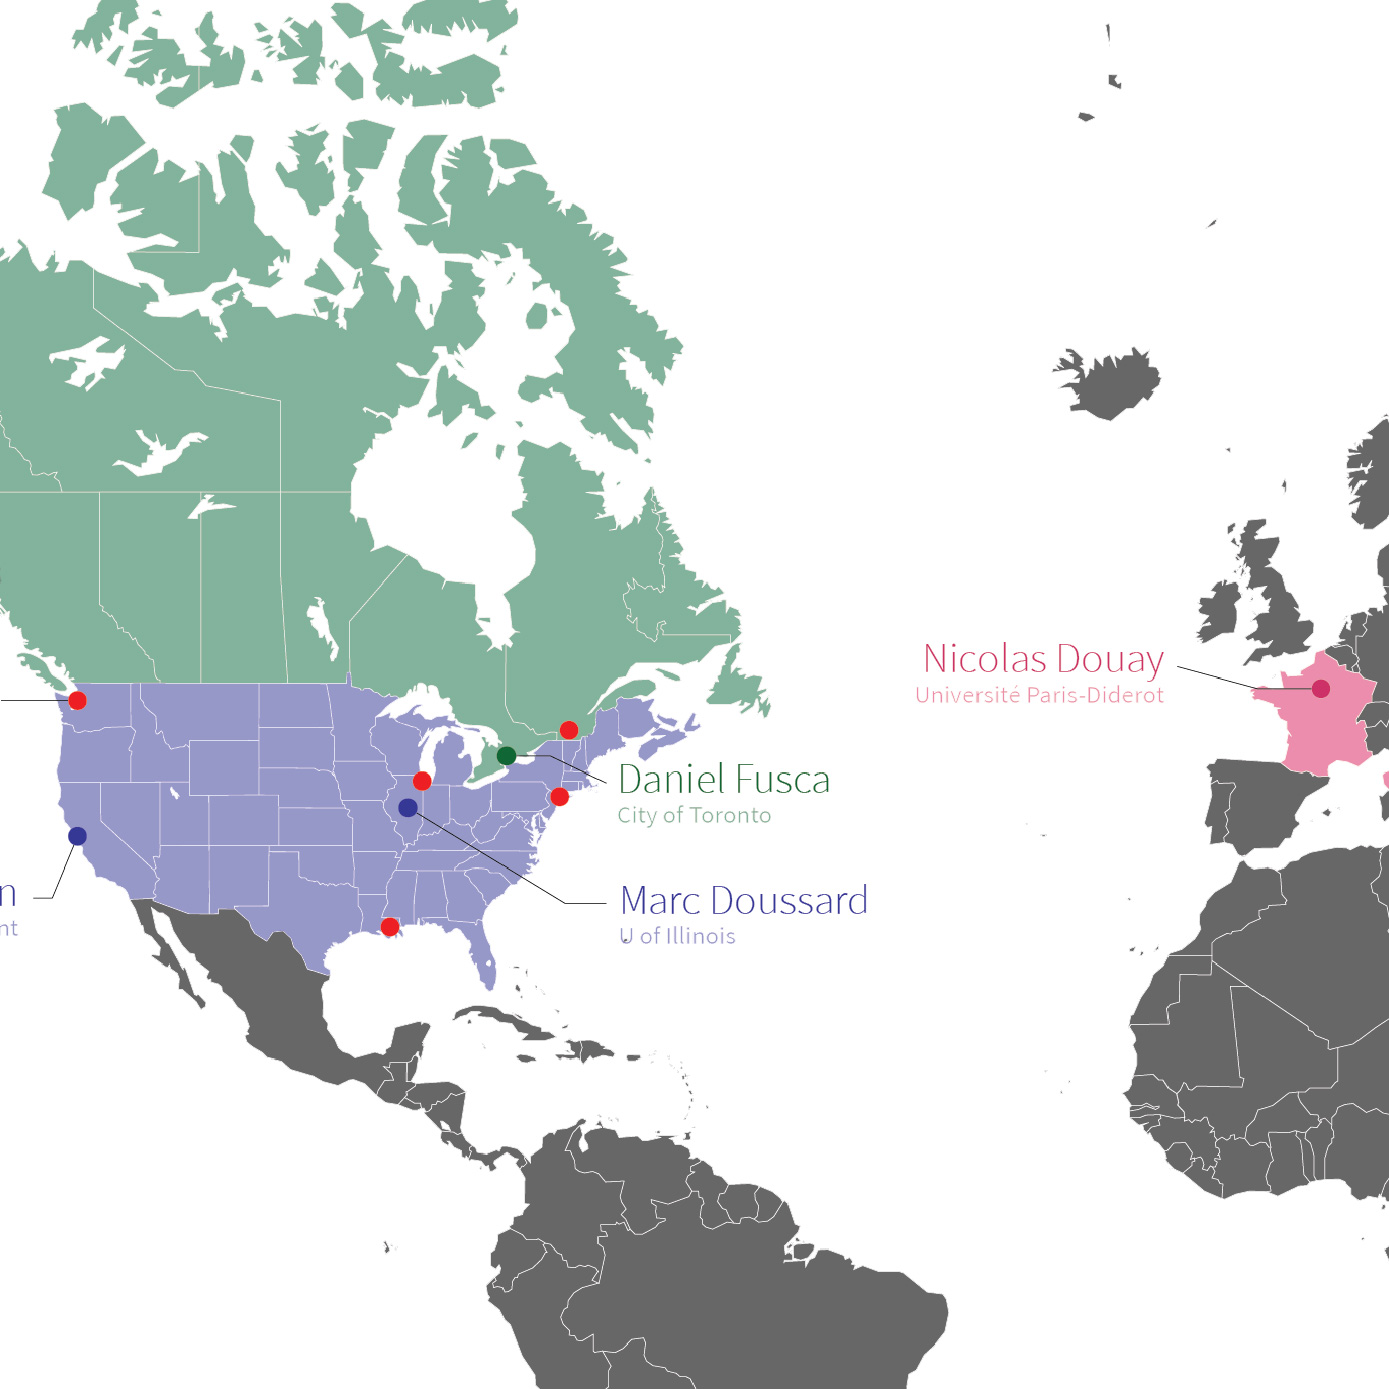 Nicolas Douay
Université Paris-Diderot
Daniel Fusca
City of Toronto
n
nt
Marc Doussard
U of Illinois